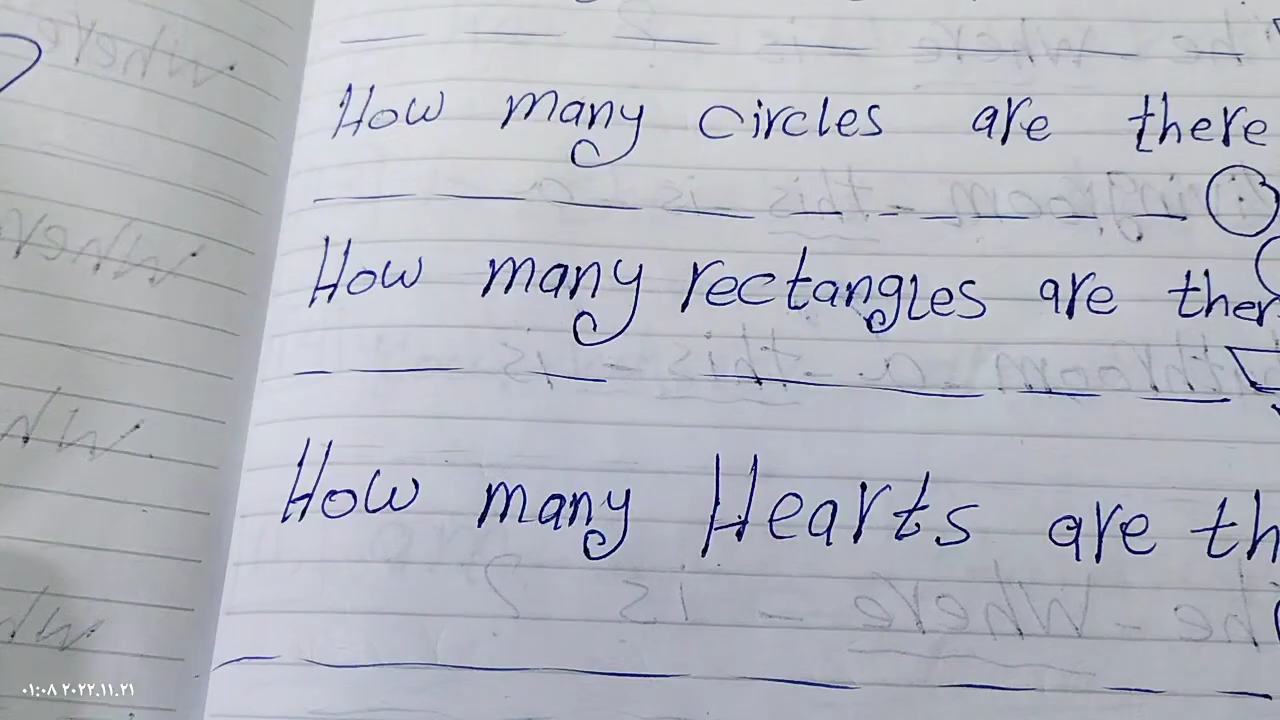 How many circles are there
How many rectangles are ther
How many Hearts are th
٠١:٠٨ ٢٠٢٢.١١.٢١